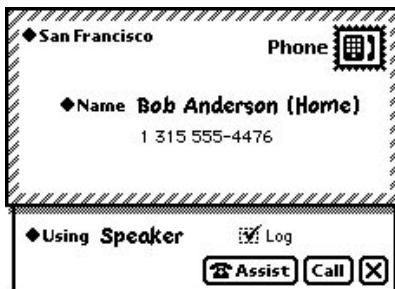 ◆San Francisco
Phone
◆Name Bob Anderson (Home)
1 315 555-4476
◆Using Speaker Log
Assist Call